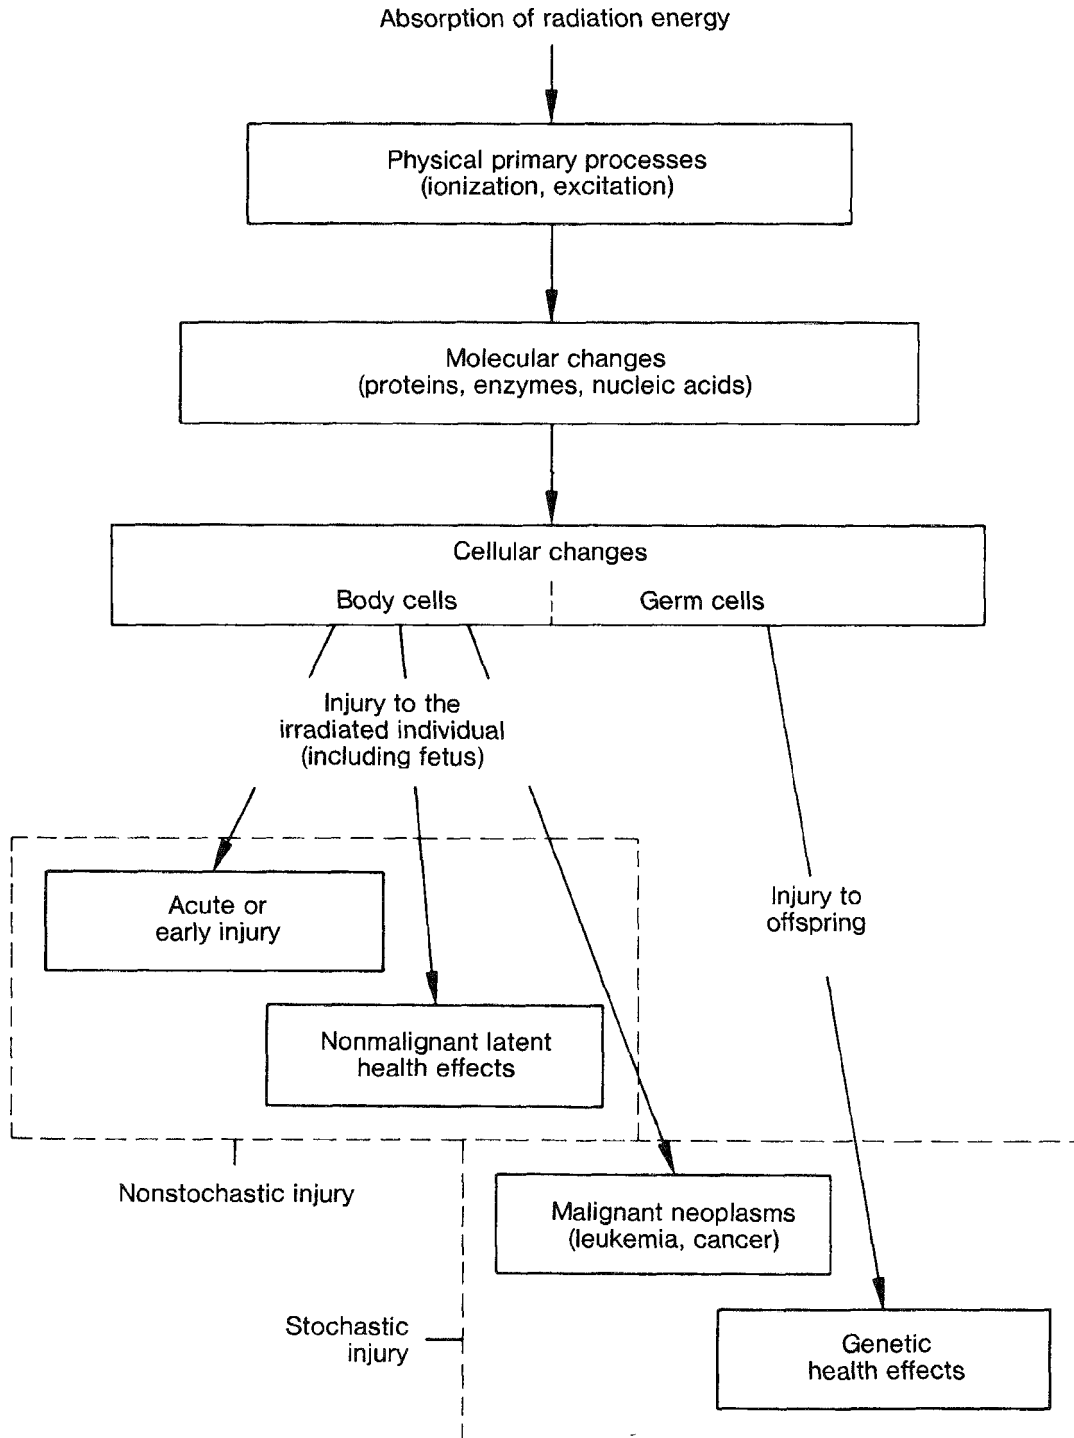 Absorption of radiation energy
Physical primary processes
(ionization, excitation)
Molecular changes
(proteins, enzymes, nucleic acids)
Cellular changes
Body cells
Germ cells
Injury to the
irradiated individual
(including fetus)
Acute or
early injury
Injury to
offspring
Nonmalignant latent
health effects
Nonstochastic injury
Malignant neoplasms
(leukemia, cancer)
Stochastic
injury
Genetic
health effects